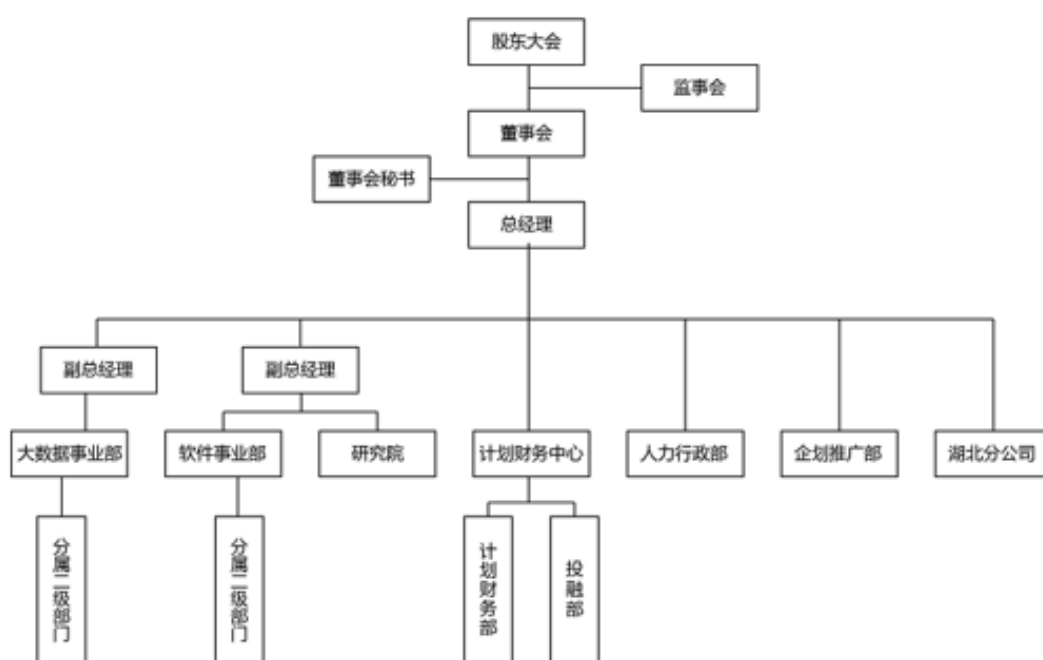 股东大会
监事会
董事会
董事会秘书
总经理
副总经理
副总经理
大数据事业部
软件事业部
研究院
计划财务中心
人力行政部
企划推广部
湖北分公司
分属二级部门
分属二级部门
计划财务部
投融部